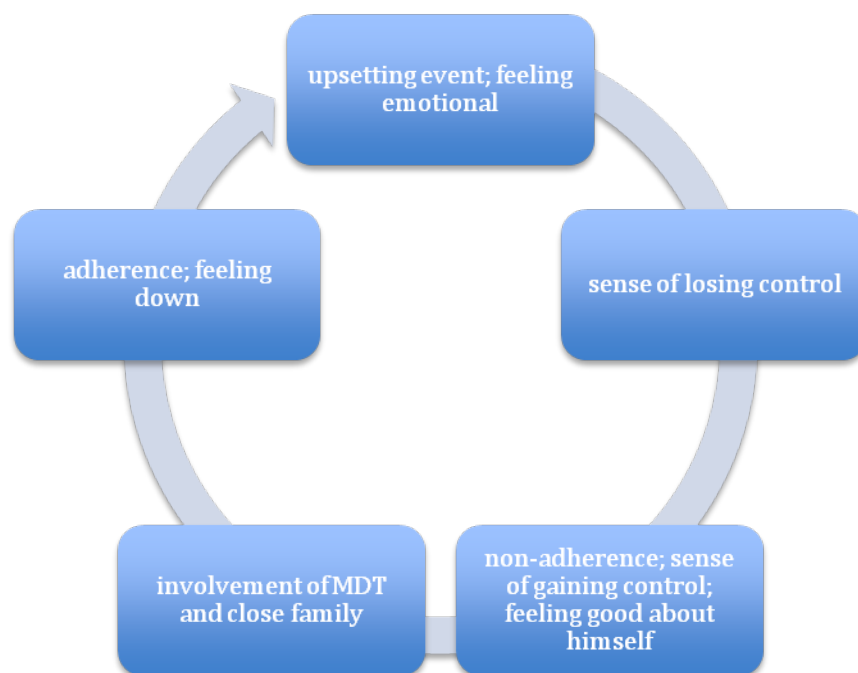 upsetting event; feeling
emotional
sense of losing control
non-adherence; sense
of gaining control;
feeling good about
himself
involvement of MDT
and close family
adherence; feeling
down